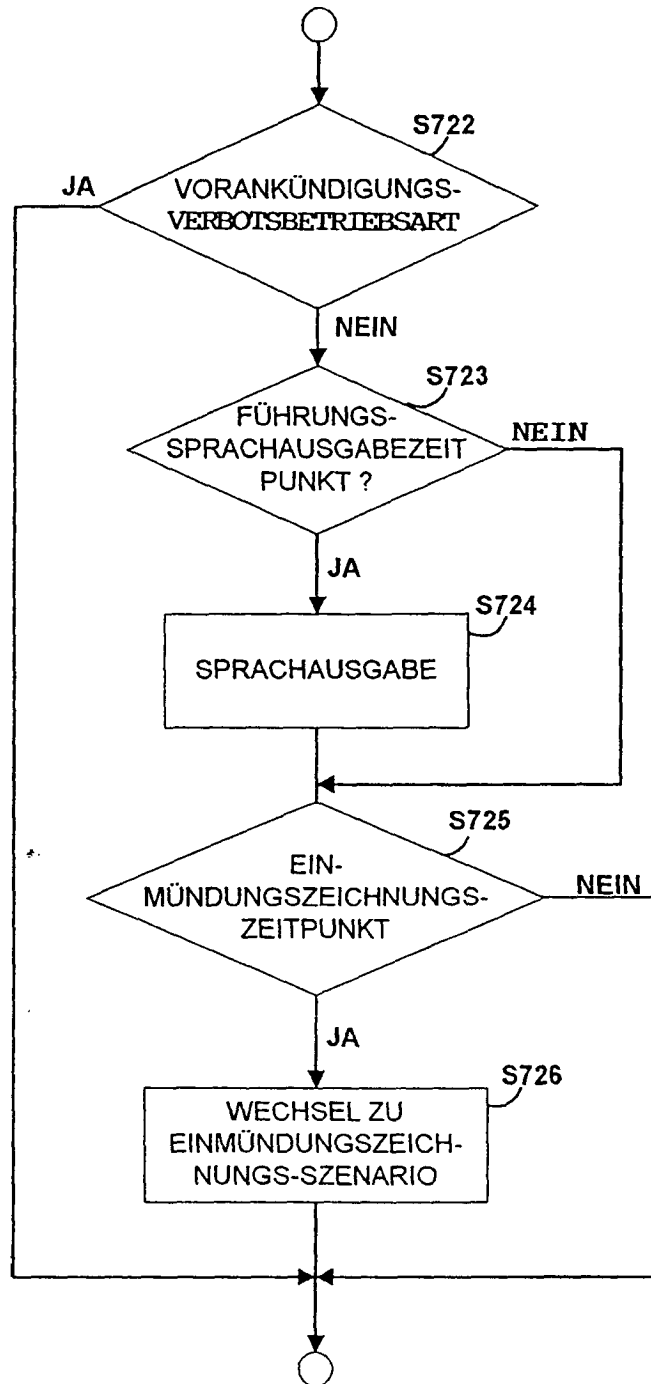 S722
JA
VORANKÜNDIGUNGS-
VERBOTSBETRIEBSART
NEIN
S723
FÜHRUNGS-
SPRACHAUSGABEZEIT
PUNKT ?
NEIN
JA
S724
SPRACHAUSGABE
S725
EIN-
MÜNDUNGSZEICHNUNGS-
ZEITPUNKT
NEIN
JA
S726
WECHSEL ZU
EINMÜNDUNGSZEICH-
NUNGS-SZENARIO